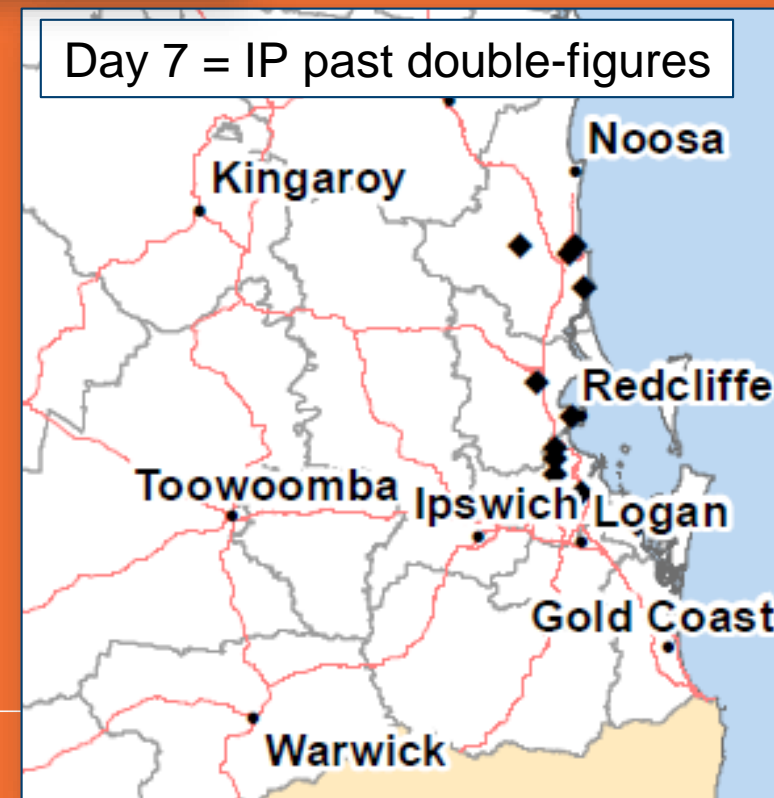 Day 7 = IP past double-figures
Noosa
Kingaroy
Redcliffe
Toowoomba
Ipswich
Logan
Gold Coast
Warwick